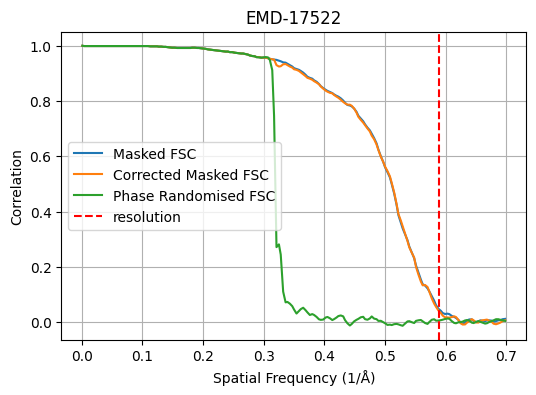 EMD-17522
1.0
0.8
0.6
0.4
0.2
0.0
Correlation
Masked FSC
Corrected Masked FSC
Phase Randomised FSC
resolution
0.0 0.1 0.2 0.3 0.4 0.5 0.6 0.7
Spatial Frequency (1/Å)